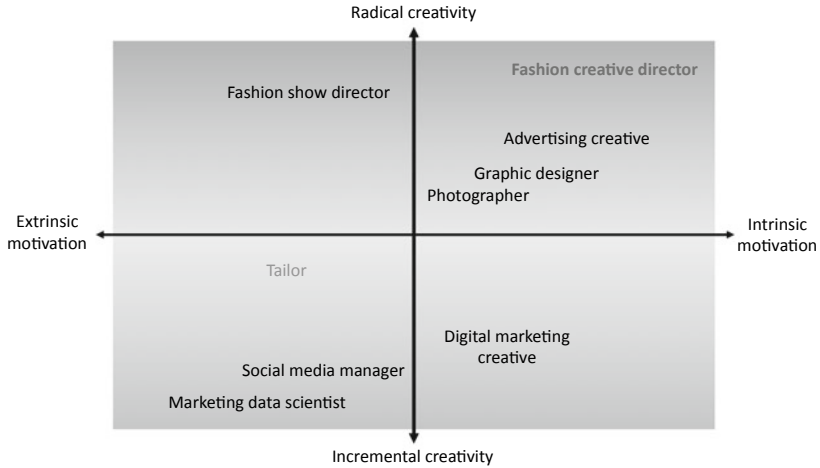 Radical creativity
Fashion creative director
Fashion show director
Advertising creative
Graphic designer
Photographer
Extrinsic
motivation
Intrinsic
motivation
Tailor
Digital marketing
creative
Social media manager
Marketing data scientist
Incremental creativity